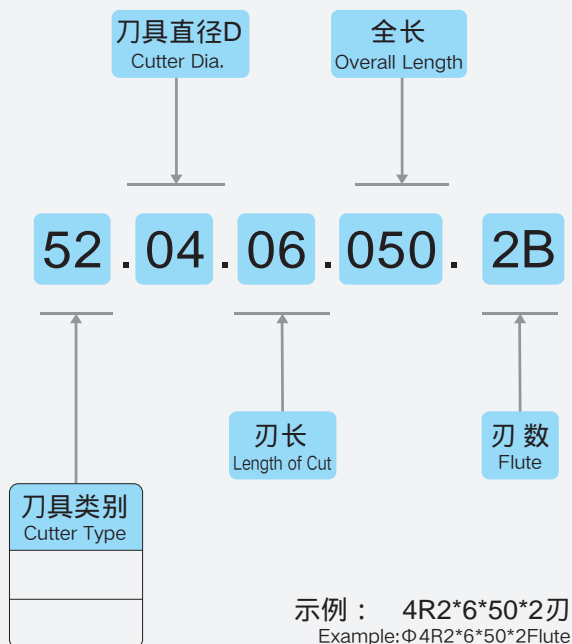 刀具直径D
Cutter Dia.
全长
Overall Length
52.04.06.050.2B
刃长
Length of Cut
刃数
Flute
刀具类别
Cutter Type
示例： 4R2*6*50*2刃
Example:Φ4R2*6*50*2Flute